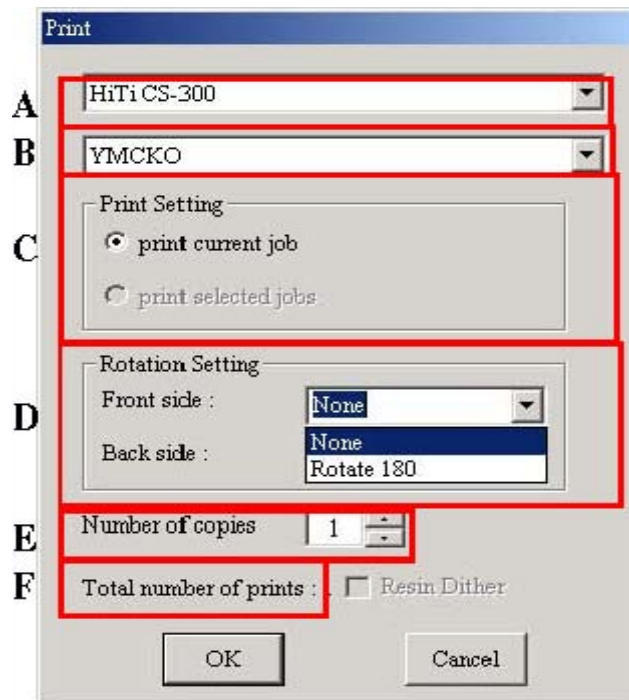 Print
A HiTi CS-300
B YMCKO
Print Setting
C print current job
print selected jobs
Rotation Setting
Front side : None
D None
Back side : Rotate 180
E Number of copies 1
F Total number of prints : . Resin Dither
OK Cancel